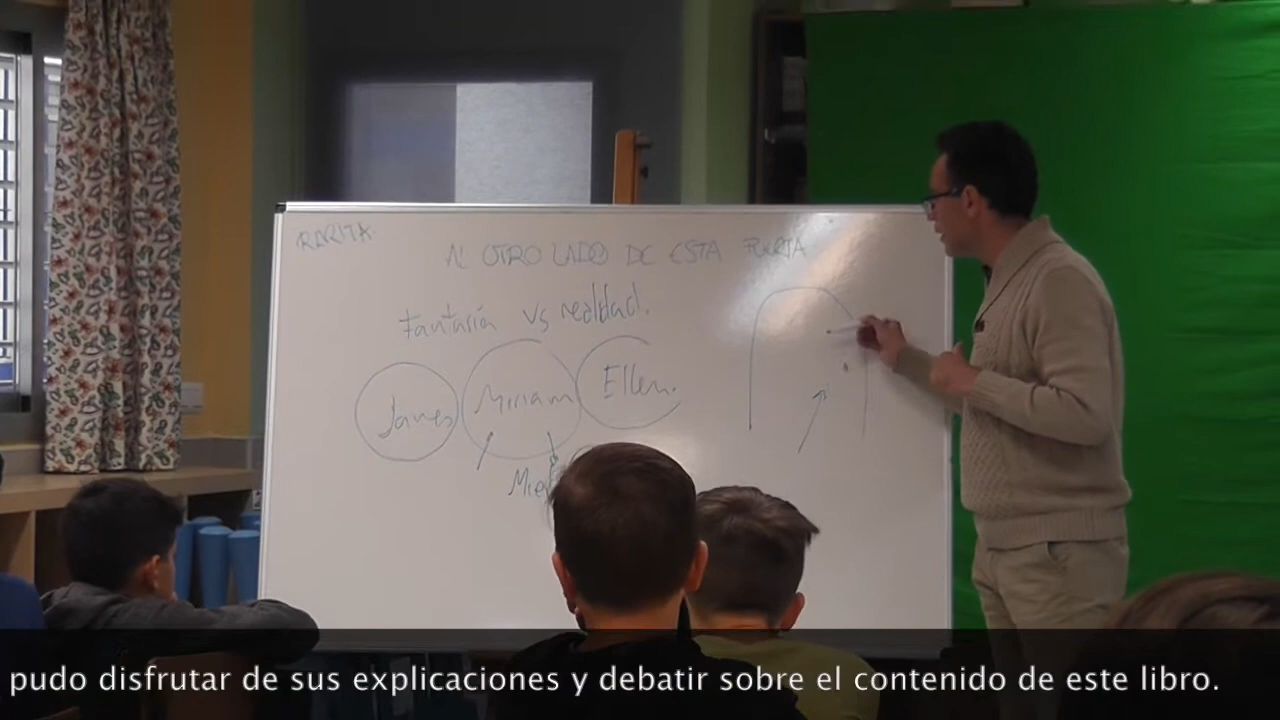 RARITA
AL OTRO LADO DE ESTA PUERTA
Fantasía vs realidad.
James Miriam Ellen.
pudo disfrutar de sus explicaciones y debatir sobre el contenido de este libro.